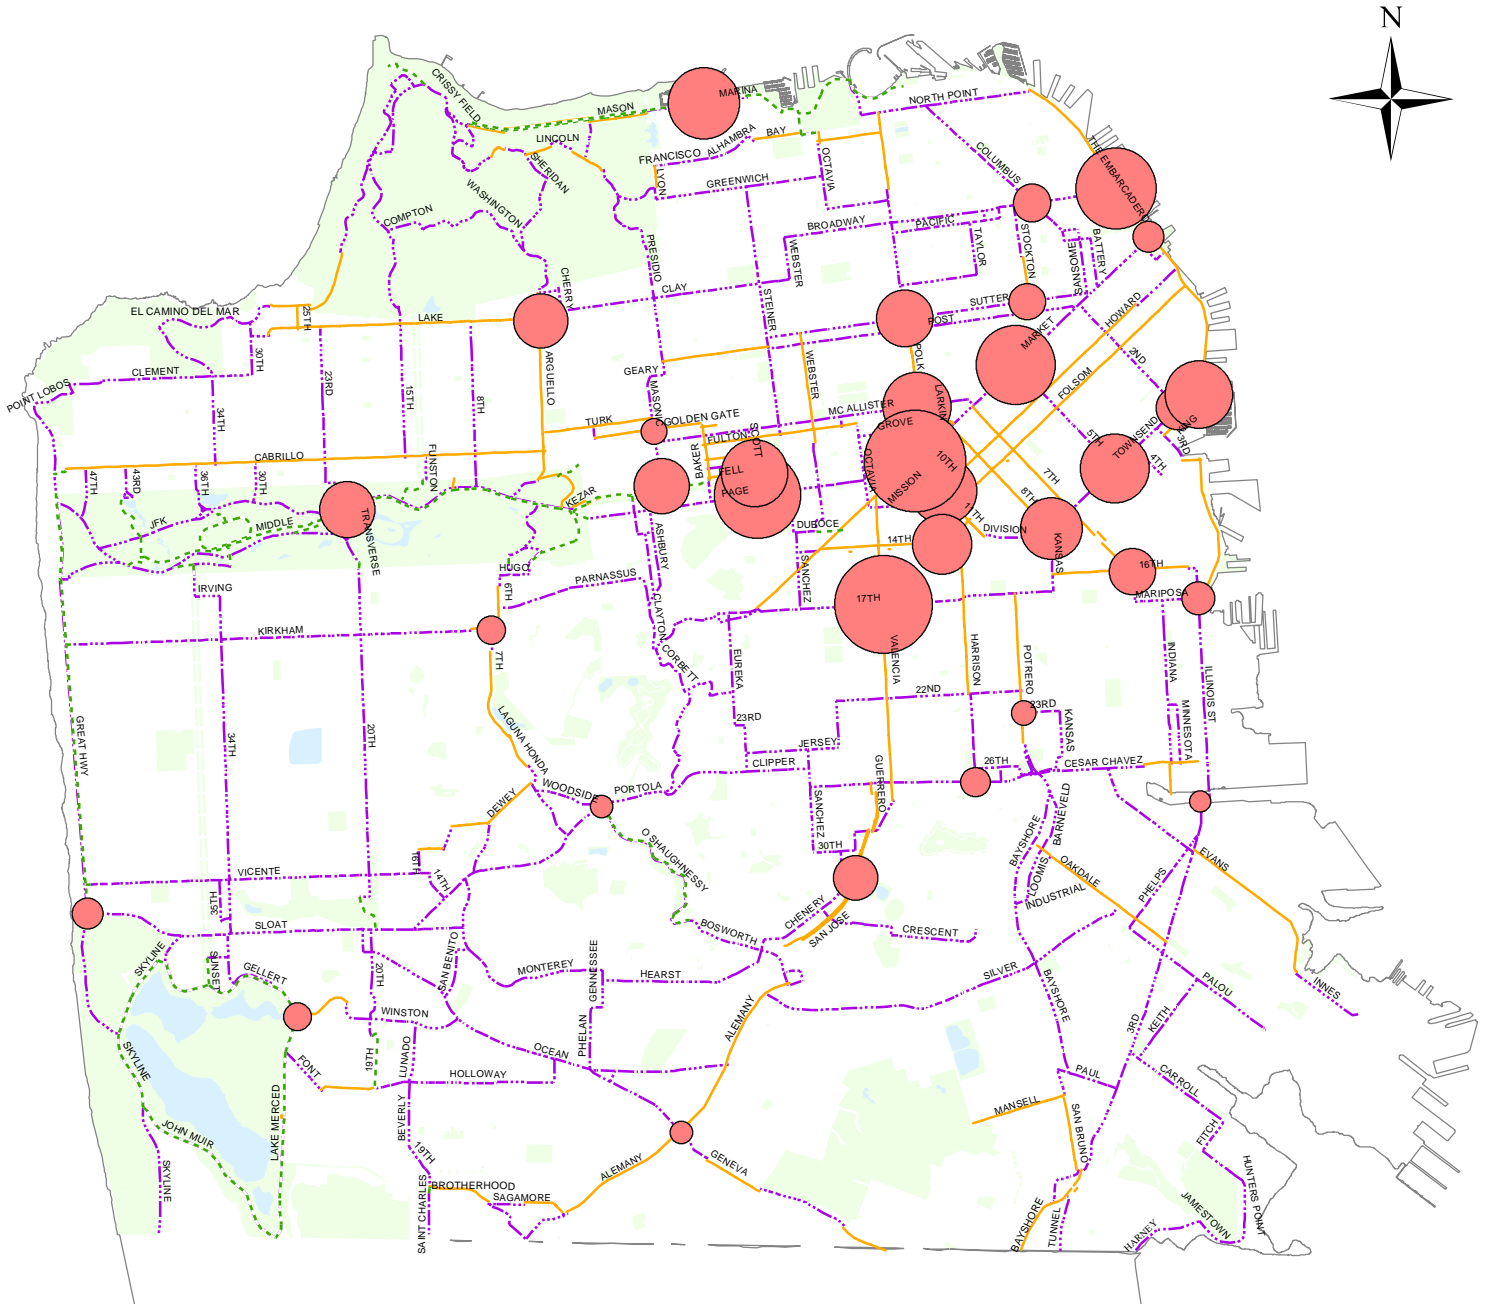 N
CRISSY FIELD
MASON
MARINA
NORTH POINT
LINCOLN
FRANCISCO
ALHAMBRA
BAY
THE EMBARCADERO
COLUMBUS
SHERIDAN
LYON
GREENWICH
OCTAVIA
WASHINGTON
COMPTON
BROADWAY
PACIFIC
TAYLOR
STOCKTON
SANSOME
BATTERY
PRESIDIO
WEBSTER
CHERRY
CLAY
STEINER
EL CAMINO DEL MAR
25TH
LAKE
SUTTER
POST
HOWARD
MARKET
30TH
CLEMENT
POINT LOBOS
23RD
15TH
8TH
ARGUELLO
GEARY
MASONIC
WEBSTER
POLK
LARKIN
2ND
FOLSOM
34TH
TURK
GOLDEN GATE
MC ALLISTER
GROVE
FULTON
SCOTT
5TH
TOWNSEND
KING
3RD
4TH
CABRILLO
FUNSTON
BAKER
FELL
PAGE
OCTAVIA
10TH
MISSION
7TH
8TH
47TH
43RD
36TH
30TH
KEZAR
JFK
MIDDLE
TRANSVERSE
ASHBURY
DUBOCE
11TH
DIVISION
14TH
KANSAS
16TH
MARIPOSA
HUGO
6TH
PARNASSUS
IRVING
SANCHEZ
17TH
CLAYTON
KIRKHAM
7TH
CORBETT
EUREKA
VALENCIA
HARRISON
POTRERO
INDIANA
ILLINOIS ST
GREAT HWY
34TH
20TH
LAGUNA HONDA
22ND
23RD
23RD
KANSAS
MINNESOTA
JERSEY
CLIPPER
GUERRERO
26TH
CESAR CHAVEZ
WOODSIDE
PORTOLA
DEWEY
SANCHEZ
30TH
O SHAUGHNESSY
BAYSHORE
BARNEVELD
LOOMIS
OAKDALE
EVANS
PHELPS
INDUSTRIAL
16TH
14TH
VICENTE
35TH
SLOAT
CHENERY
SAN JOSE
BOSWORTH
CRESCENT
SKYLINE
SUNSET
GELLERT
20TH
SAN BENITO
MONTEREY
GENNESSEE
HEARST
SILVER
BAYSHORE
PALOU
INNES
WINSTON
PHELAN
ALEMANY
3RD
KEITH
SKYLINE
FONT
19TH
LUNADO
OCEAN
HOLLOWAY
PAUL
CARROLL
MANSELL
JOHN MUIR
LAKE MERCED
BEVERLY
19TH
SAN BRUNO
FITCH
HUNTERS POINT
SKYLINE
ALEMANY
GENEVA
BROTHERHOOD
SAGAMORE
SAINT CHARLES
BAYSHORE
TUNNEL
HARNEY
JAMESTOWN